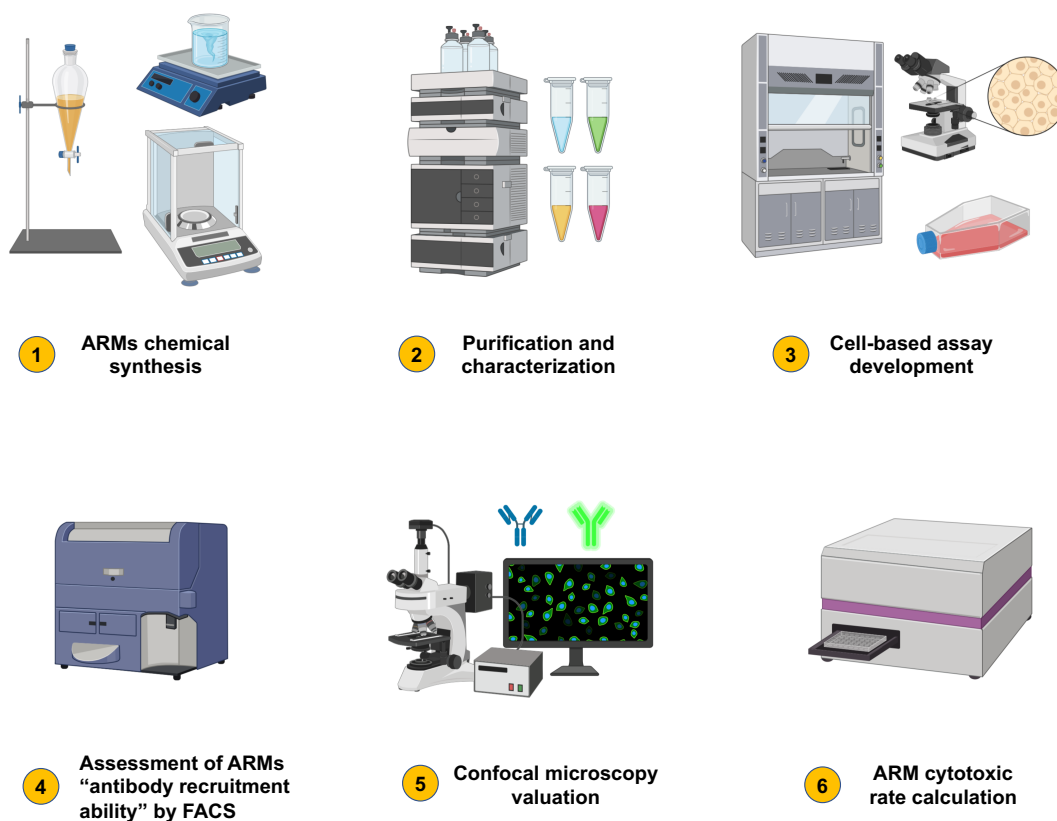 1
ARMs chemical
synthesis
2
Purification and
characterization
3
Cell-based assay
development
4
Assessment of ARMs
“antibody recruitment
ability” by FACS
5
Confocal microscopy
valuation
6
ARM cytotoxic
rate calculation